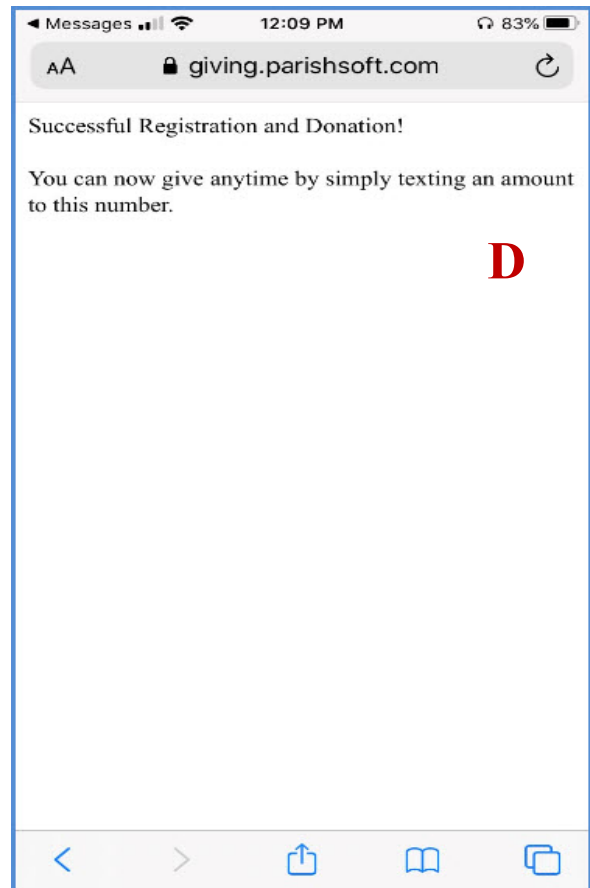 ◄ Messages 12:09 PM 83%
AA giving.parishsoft.com
Successful Registration and Donation!
You can now give anytime by simply texting an amount
to this number.
D